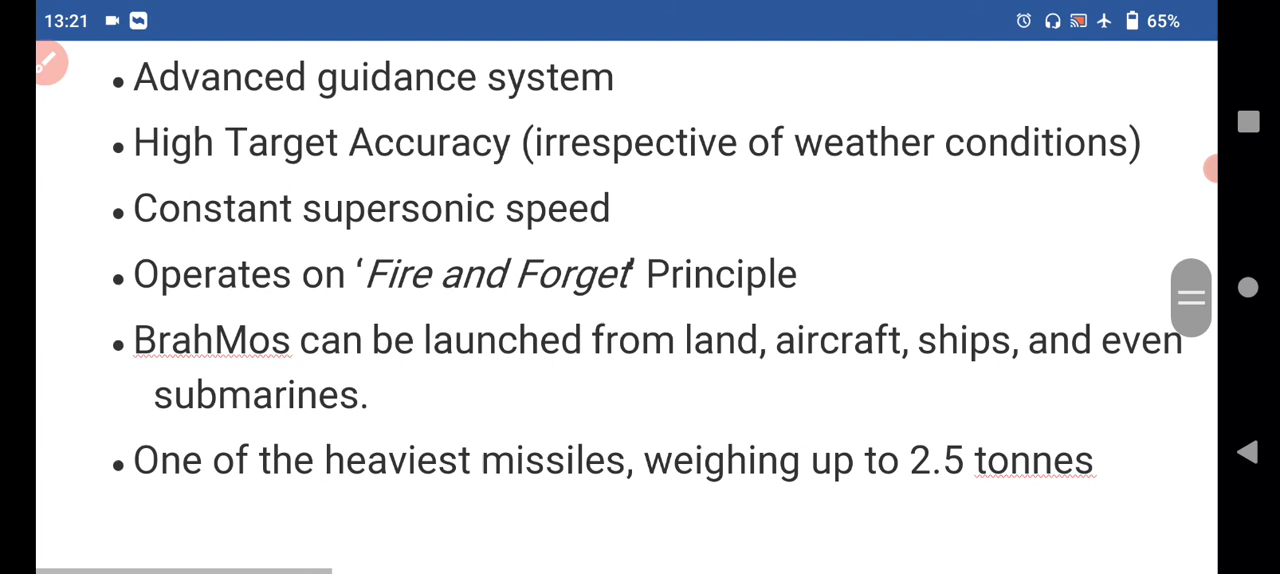 13:21
65%
• Advanced guidance system
• High Target Accuracy (irrespective of weather conditions)
• Constant supersonic speed
• Operates on ‘Fire and Forget’ Principle
• BrahMos can be launched from land, aircraft, ships, and even
submarines.
• One of the heaviest missiles, weighing up to 2.5 tonnes